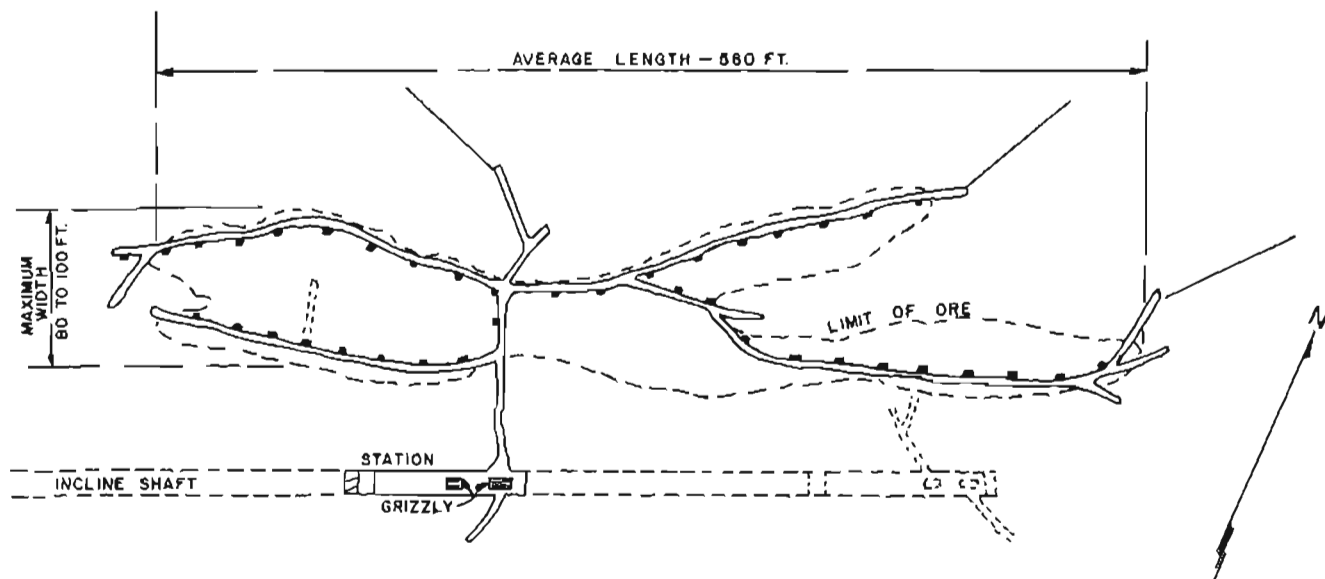 AVERAGE LENGTH — 560 FT.
MAXIMUM
WIDTH
80 TO 100 FT.
LIMIT OF ORE
N
STATION
INCLINE SHAFT
GRIZZLY